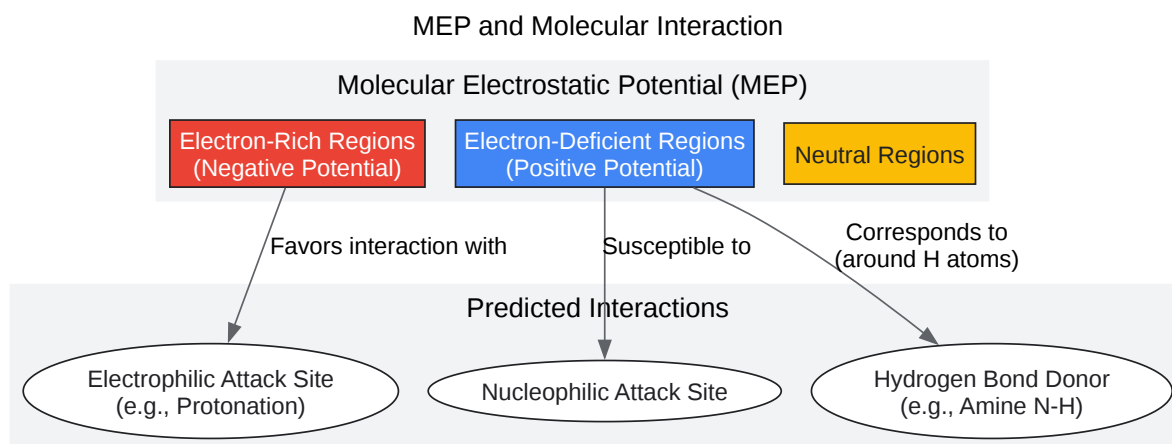 MEP and Molecular Interaction
Molecular Electrostatic Potential (MEP)
Electron-Rich Regions
(Negative Potential)
Electron-Deficient Regions
(Positive Potential)
Neutral Regions
Favors interaction with
Susceptible to
Corresponds to
(around H atoms)
Predicted Interactions
Electrophilic Attack Site
(e.g., Protonation)
Nucleophilic Attack Site
Hydrogen Bond Donor
(e.g., Amine N-H)